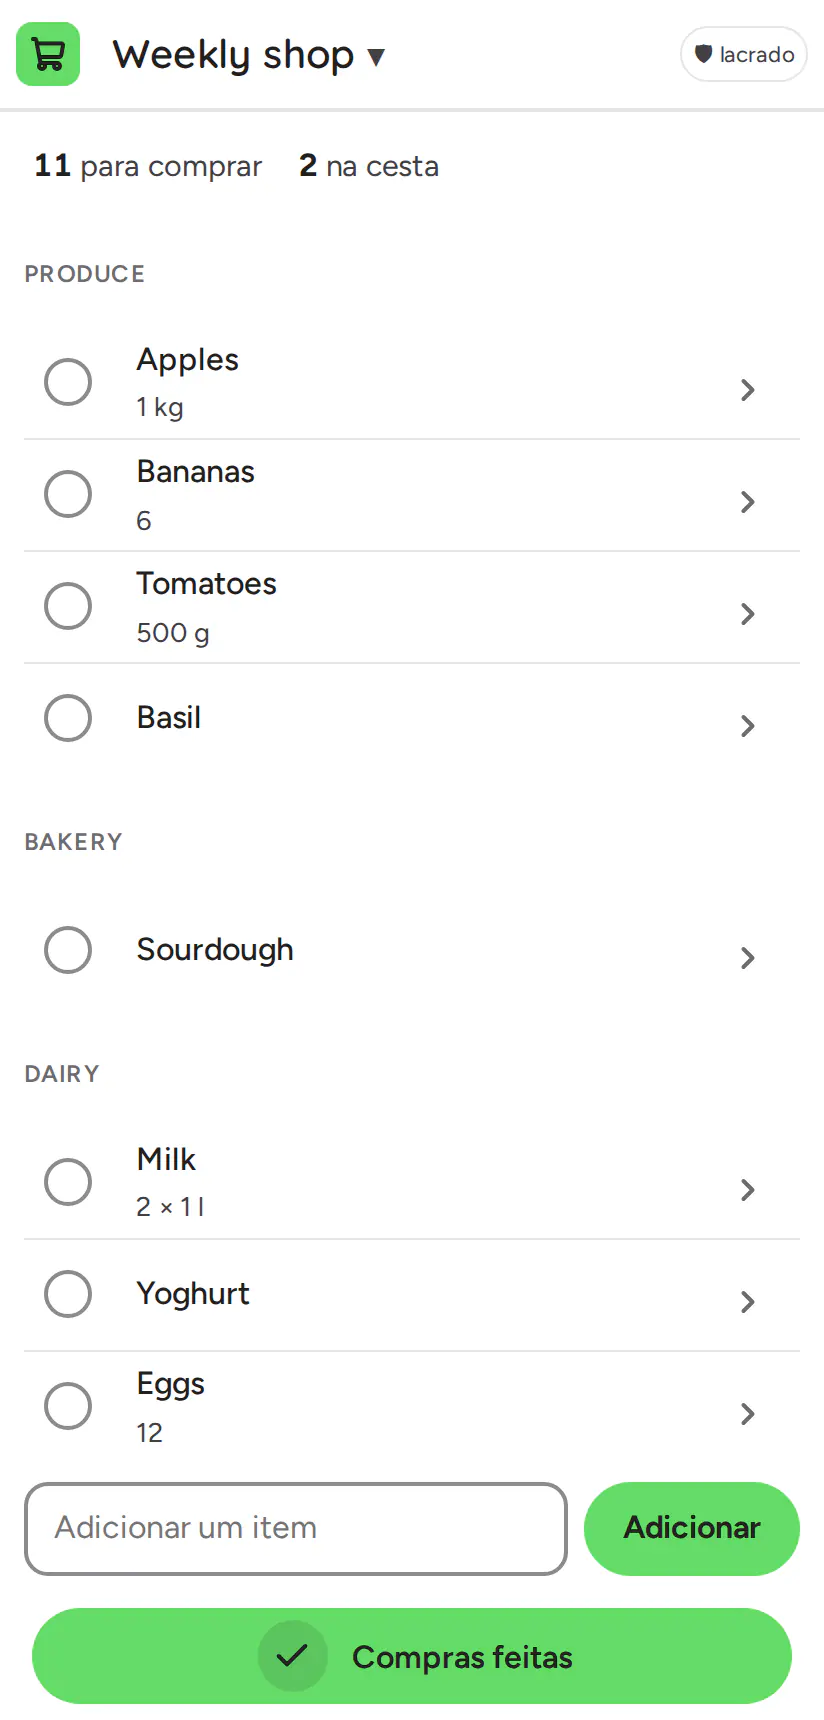 Weekly shop ▾
lacrado
11 para comprar 2 na cesta
PRODUCE
Apples
1 kg
Bananas
6
Tomatoes
500 g
Basil
BAKERY
Sourdough
DAIRY
Milk
2 × 1 l
Yoghurt
Eggs
12
Adicionar um item
Adicionar
Compras feitas